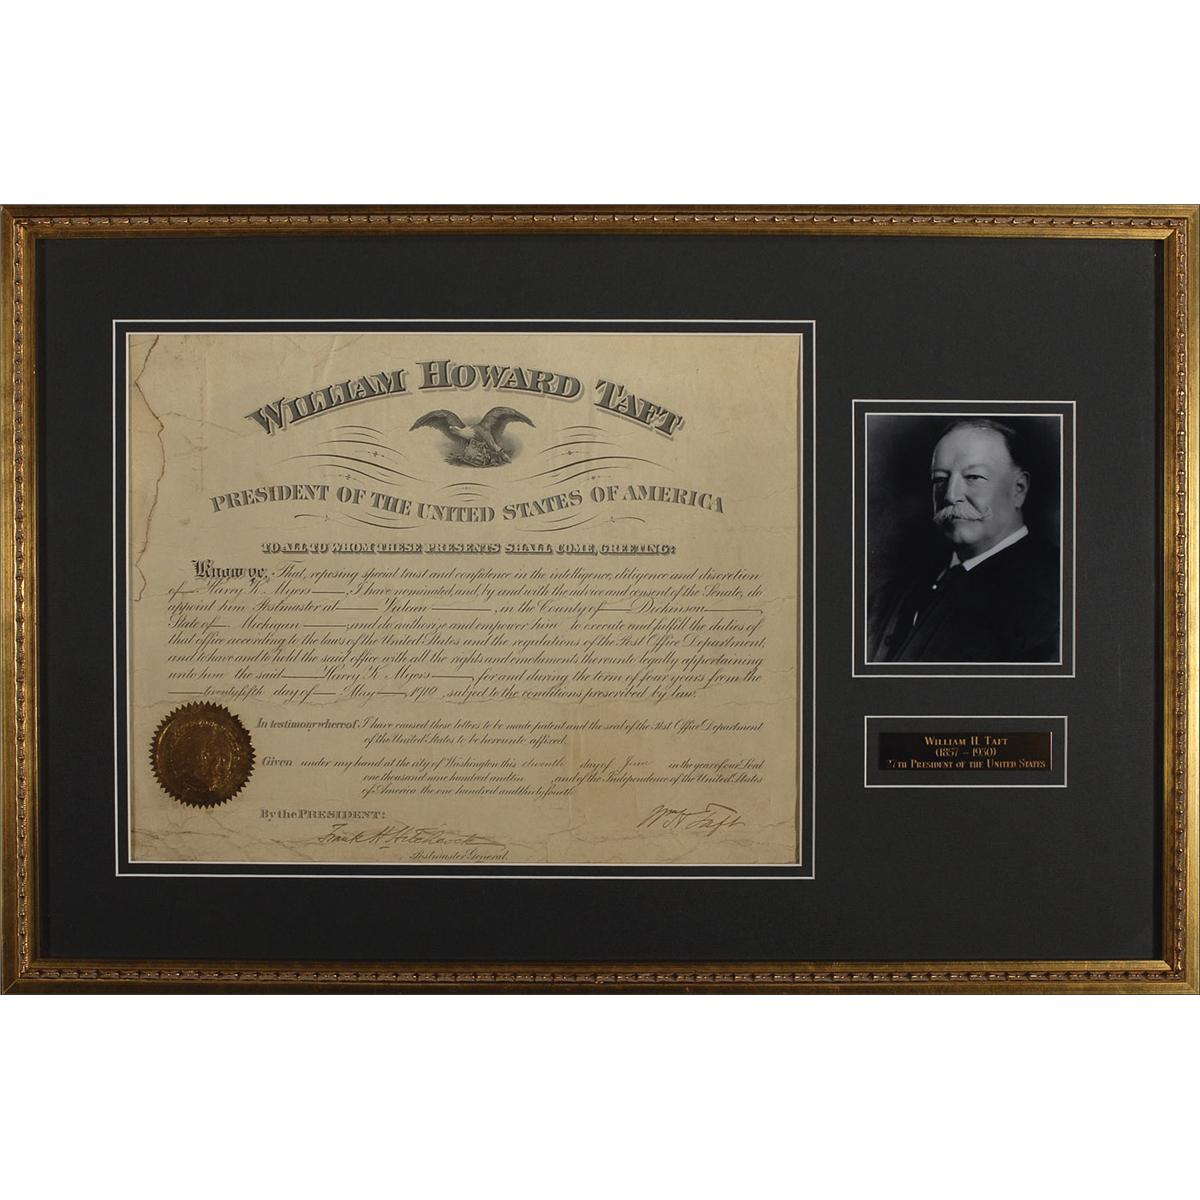 WILLIAM HOWARD TAFT
PRESIDENT OF THE UNITED STATES OF AMERICA
TO ALL TO WHOM THESE PRESENTS SHALL COME, GREETING:
Know ye, That, reposing special trust and confidence in the intelligence, diligence and discretion
of Harry K. Myers, I have nominated, and, by and with the advice and consent of the Senate, do
appoint him Postmaster at Vulcan, in the County of Dickinson,
State of Michigan, and do authorize and empower him to execute and fulfill the duties of
that office according to the laws of the United States and the regulations of the Post Office Department,
and to have and to hold the said office with all the rights and emoluments thereunto legally appertaining
unto him the said Harry K Myers, for and during the term of four years from the
twentyfifth day of May, 1910, subject to the conditions prescribed by law.
In testimony whereof I have caused these letters to be made patent and the seal of the Post Office Department
of the United States to be hereunto affixed.
Given under my hand at the city of Washington this eleventh day of June in the year of our Lord
one thousand nine hundred and ten, and of the Independence of the United States
of America the one hundred and thirty fourth
By the PRESIDENT:
Wm H Taft
Frank H. Hitchcock
Postmaster General.
WILLIAM H. TAFT
(1857 – 1930)
27TH PRESIDENT OF THE UNITED STATES